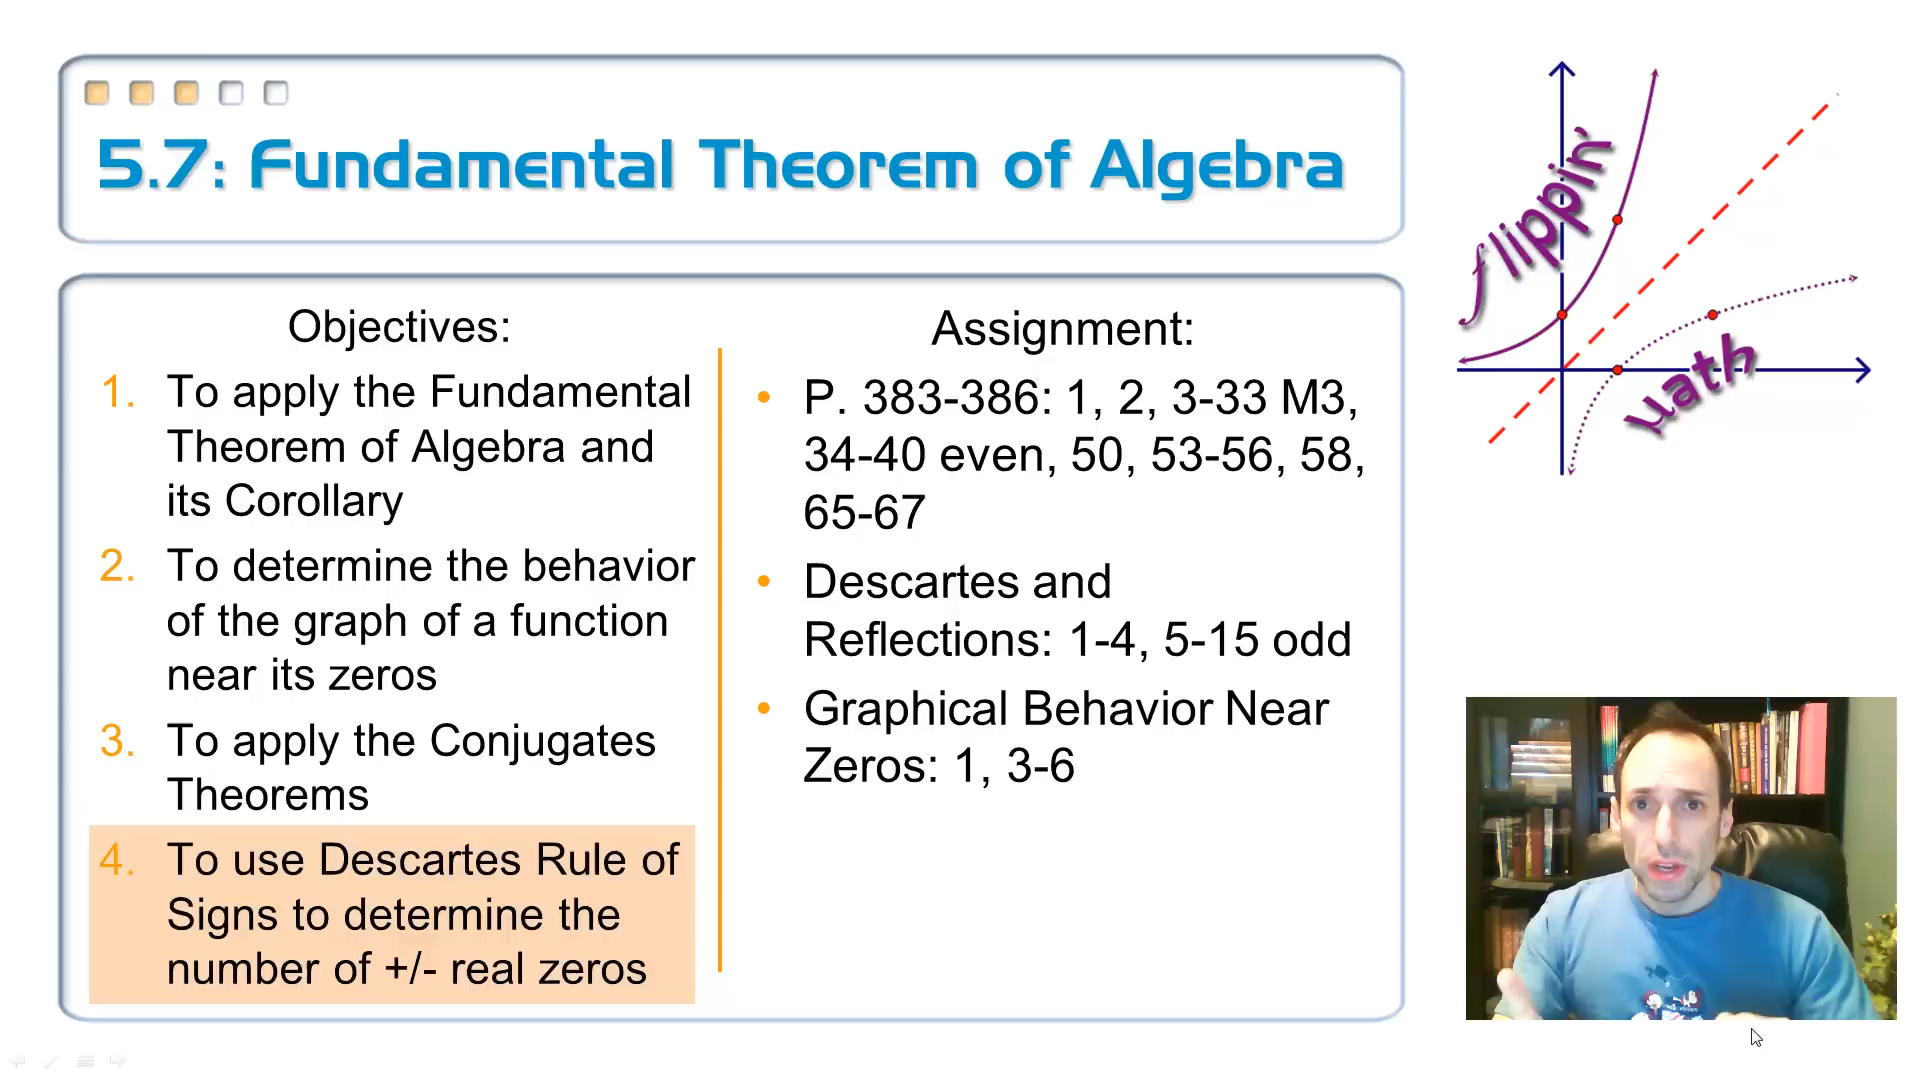 5.7: Fundamental Theorem of Algebra
Objectives:
1. To apply the Fundamental
Theorem of Algebra and
its Corollary
2. To determine the behavior
of the graph of a function
near its zeros
3. To apply the Conjugates
Theorems
4. To use Descartes Rule of
Signs to determine the
number of +/- real zeros
Assignment:
• P. 383-386: 1, 2, 3-33 M3,
34-40 even, 50, 53-56, 58,
65-67
• Descartes and
Reflections: 1-4, 5-15 odd
• Graphical Behavior Near
Zeros: 1, 3-6
flippin'
math